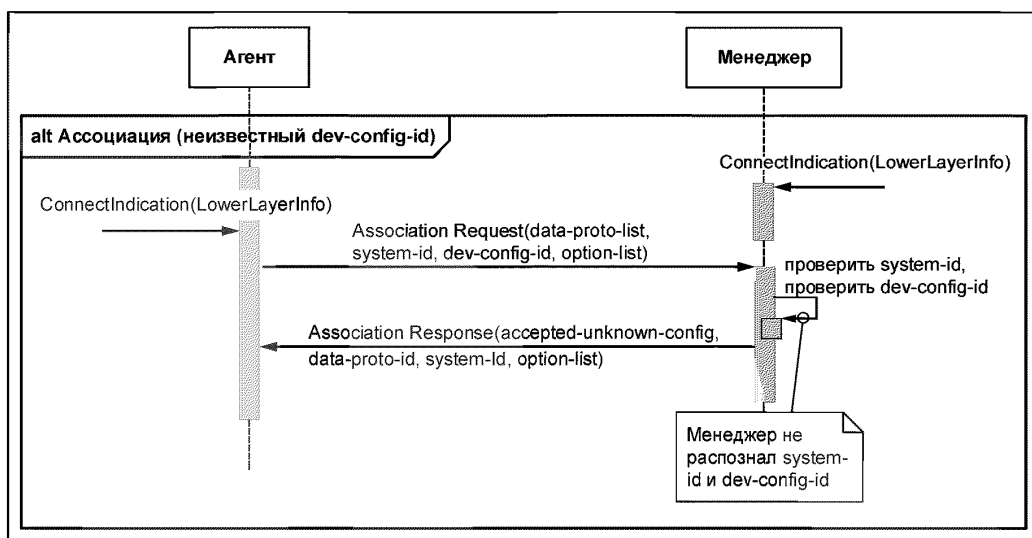 Агент
Менеджер
alt Ассоциация (неизвестный dev-config-id)
ConnectIndication(LowerLayerInfo)
ConnectIndication(LowerLayerInfo)
Association Request(data-proto-list,
system-id, dev-config-id, option-list)
проверить system-id,
проверить dev-config-id
Association Response(accepted-unknown-config,
data-proto-id, system-Id, option-list)
Менеджер не
распознал system-
id и dev-config-id